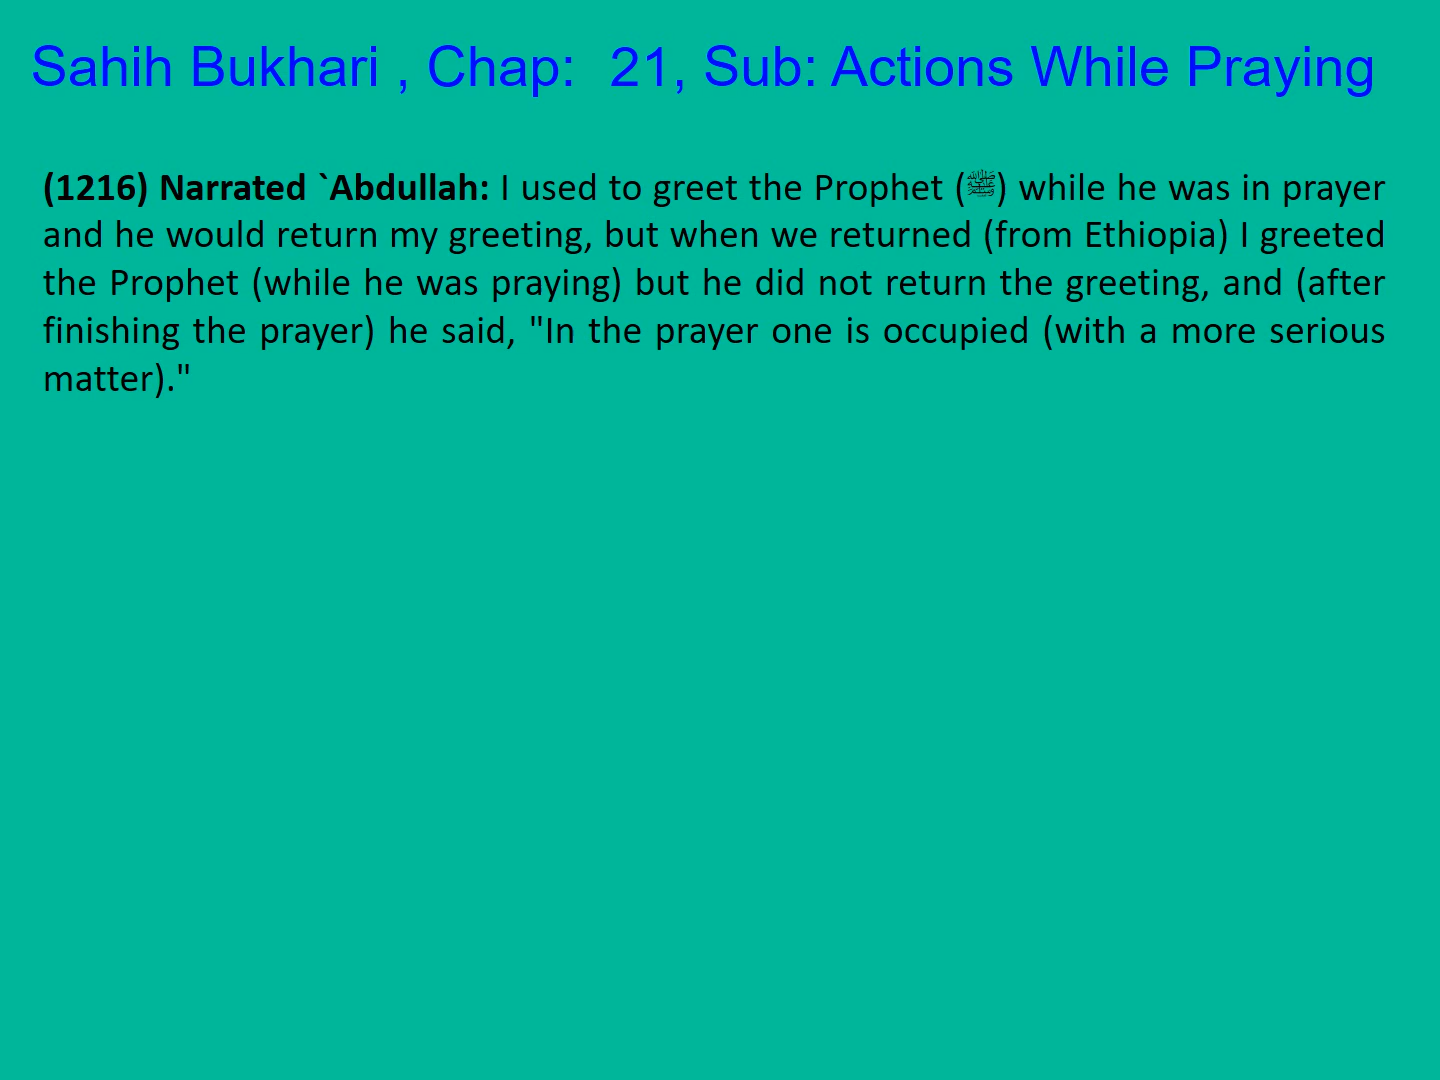 Sahih Bukhari , Chap:  21, Sub: Actions While Praying
(1216) Narrated `Abdullah: I used to greet the Prophet (ﷺ) while he was in prayer
and he would return my greeting, but when we returned (from Ethiopia) I greeted
the Prophet (while he was praying) but he did not return the greeting, and (after
finishing the prayer) he said, "In the prayer one is occupied (with a more serious
matter)."